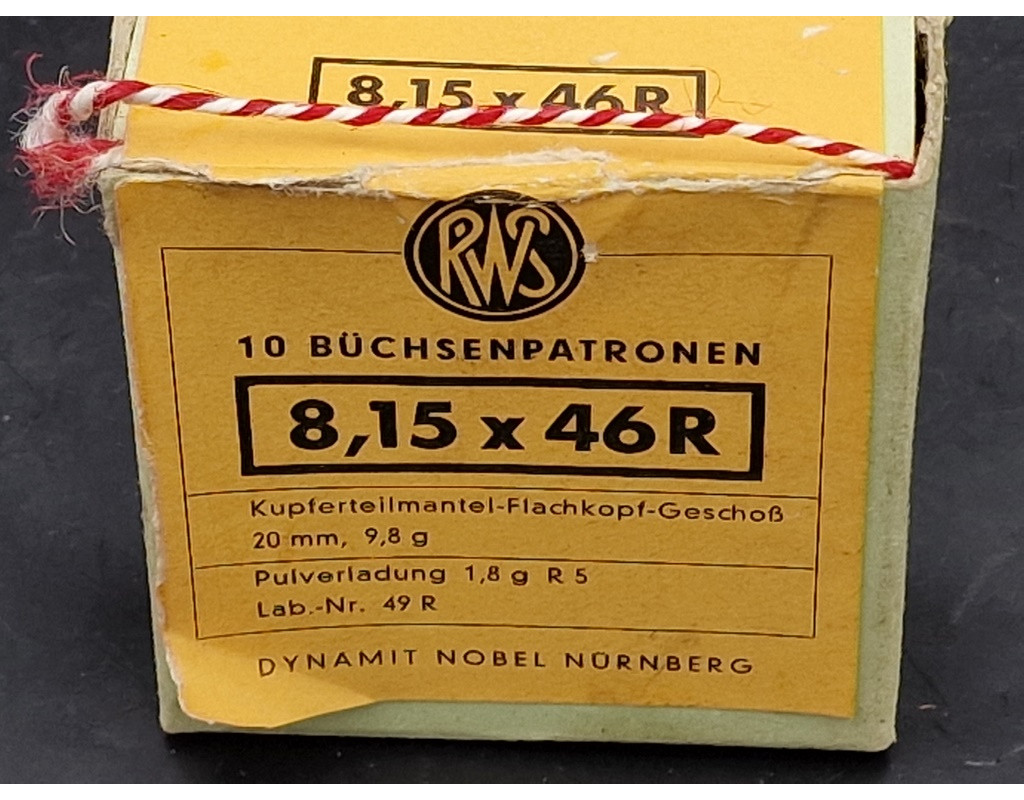 8,15 x 46R
RWS
10 BÜCHSENPATRONEN
8,15 x 46R
Kupferteilmantel-Flachkopf-Geschoß
20 mm, 9,8 g
Pulverladung 1,8 g R 5
Lab.-Nr. 49 R
DYNAMIT NOBEL NÜRNBERG